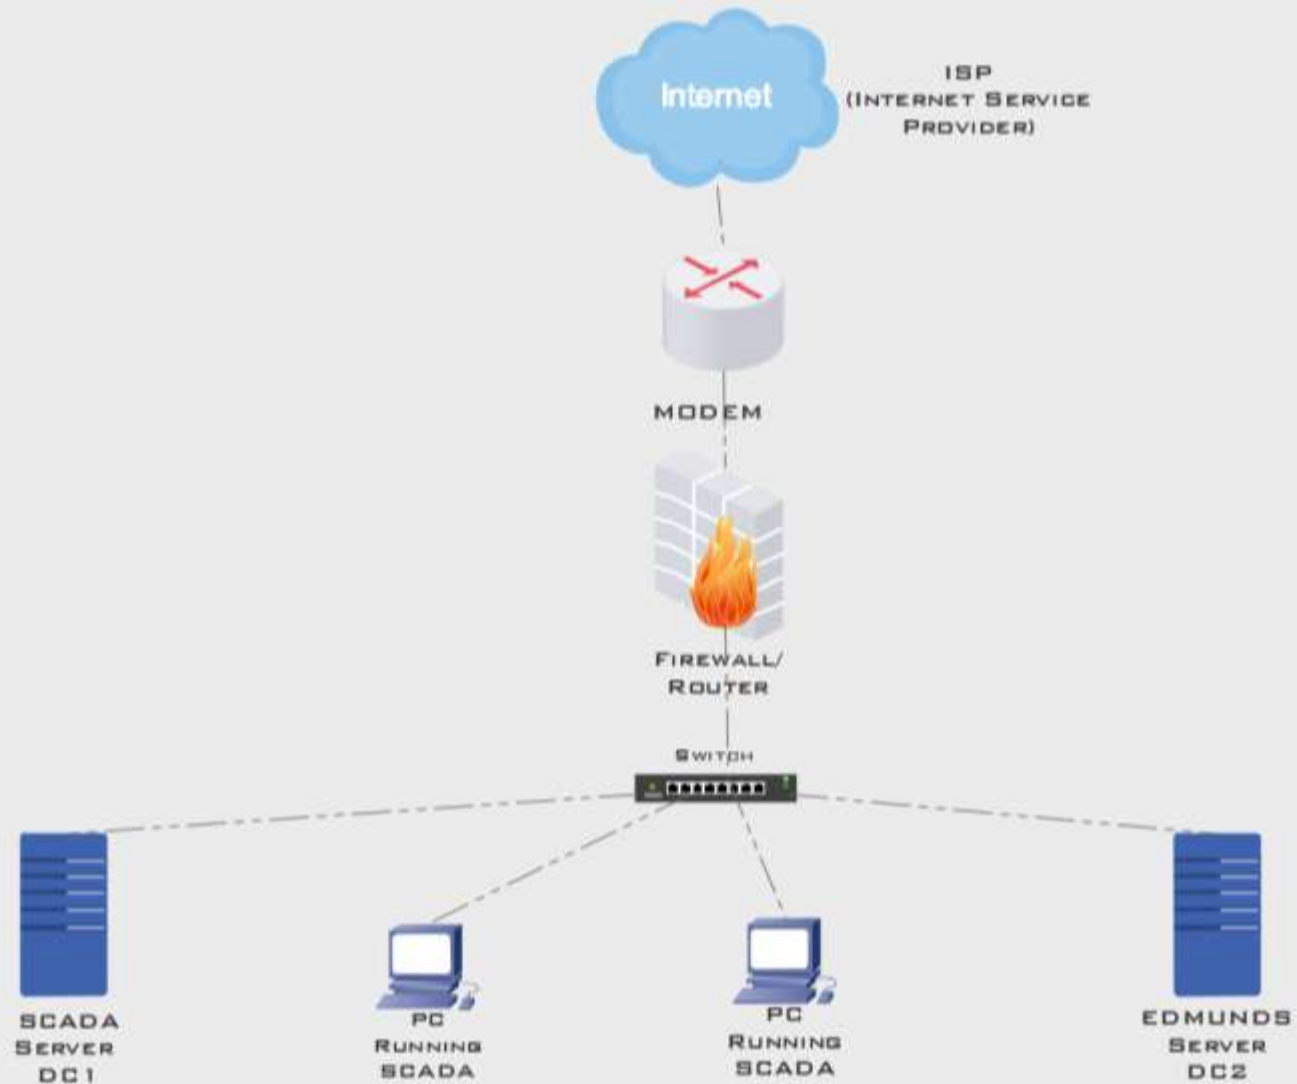 Internet
ISP
(INTERNET SERVICE
PROVIDER)
MODEM
FIREWALL/
ROUTER
SWITCH
SCADA
SERVER
DC1
PC
RUNNING
SCADA
PC
RUNNING
SCADA
EDMUNDS
SERVER
DC2